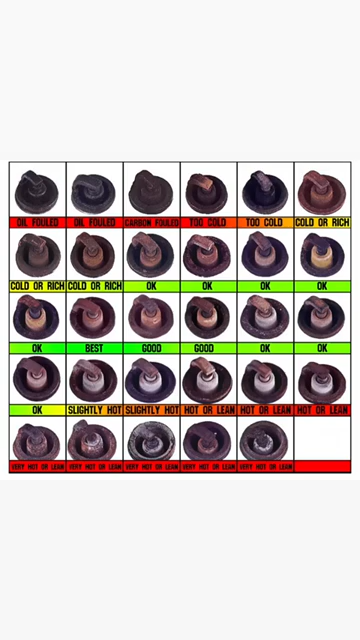 OIL FOULED OIL FOULED CARBON FOULED TOO COLD TOO COLD COLD OR RICH
COLD OR RICH COLD OR RICH OK OK OK OK
OK BEST GOOD GOOD OK OK
OK SLIGHTLY HOT SLIGHTLY HOT HOT OR LEAN HOT OR LEAN HOT OR LEAN
VERY HOT OR LEAN VERY HOT OR LEAN VERY HOT OR LEAN VERY HOT OR LEAN VERY HOT OR LEAN